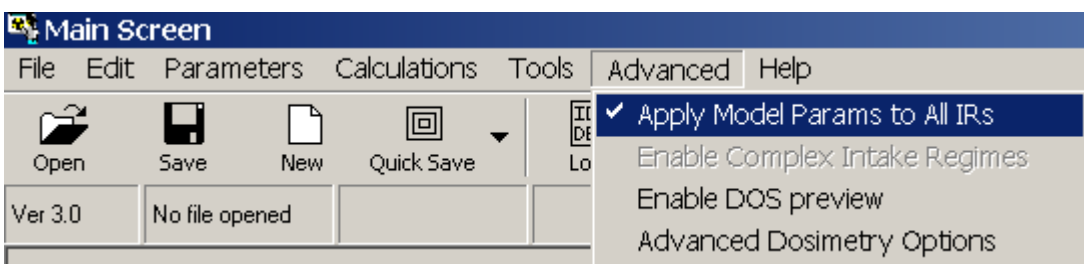 Main Screen
File Edit Parameters Calculations Tools Advanced Help
Open Save New Quick Save
Apply Model Params to All IRs
Enable Complex Intake Regimes
Enable DOS preview
Advanced Dosimetry Options
Ver 3.0 No file opened